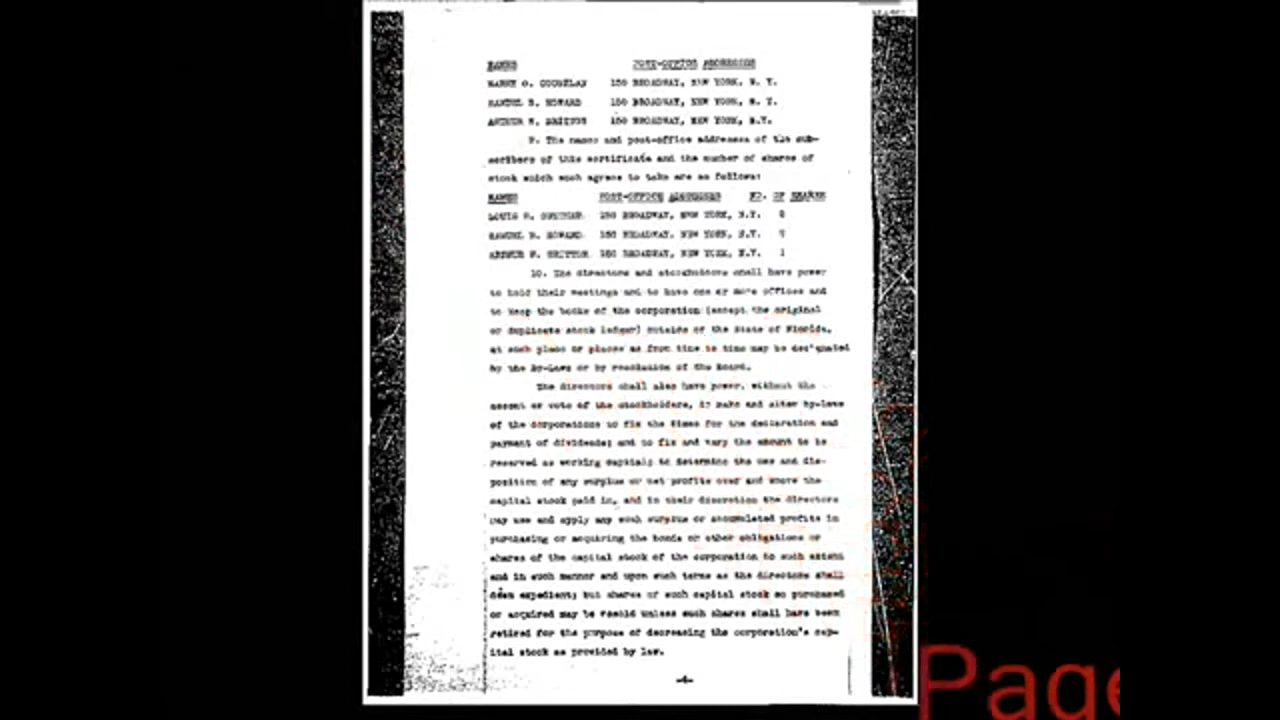 NAMES POST-OFFICE ADDRESSES
HARRY O. 150 BROADWAY, NEW YORK, N. Y.
SAMUEL B. HOWARD 150 BROADWAY, NEW YORK, N. Y.
ARTHUR W. BRITTON 150 BROADWAY, NEW YORK, N.Y.
9. The names and post-office addresses of the sub-
scribers of this certificate and the number of shares of
stock which each agrees to take are as follows:
NAMES POST-OFFICE ADDRESSES NO. OF SHARES
LOUIS 150 BROADWAY, NEW YORK, N.Y.
SAMUEL B. HOWARD 150 BROADWAY, NEW YORK, N.Y.
ARTHUR W. BRITTON 150 BROADWAY, NEW YORK, N.Y. 1
10. The directors and stockholders shall have power
to hold their meetings and to have one or more offices and
to keep the books of the corporation (except the original
or duplicate stock ledger) outside of the State of Florida,
at such place or places as from time to time may be designated
by the By-Laws or by resolution of the Board.
The directors shall also have power, without the
assent or vote of the stockholders, to make and alter by-laws
of the corporation; to fix the times for the declaration and
payment of dividends; and to fix and vary the amount to be
reserved as working capital; to determine the use and dis-
position of any surplus or net profits over and above the
capital stock paid in, and in their discretion the directors
may use and apply any such surplus or accumulated profits in
purchasing or acquiring the bonds or other obligations or
shares of the capital stock of the corporation to such extent
and in such manner and upon such terms as the directors shall
deem expedient; but shares of such capital stock so purchased
or acquired may be resold unless such shares shall have been
retired for the purpose of decreasing the corporation's cap-
ital stock as provided by law.
-4-
Page